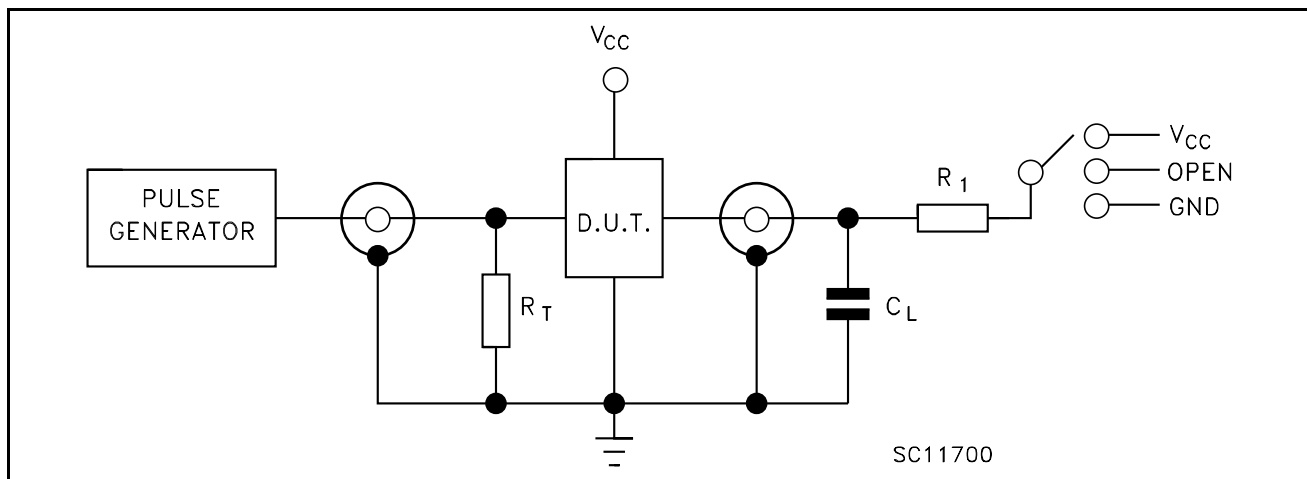 VCC
PULSE
GENERATOR
D.U.T.
RT
CL
R1
VCC
OPEN
GND
SC11700